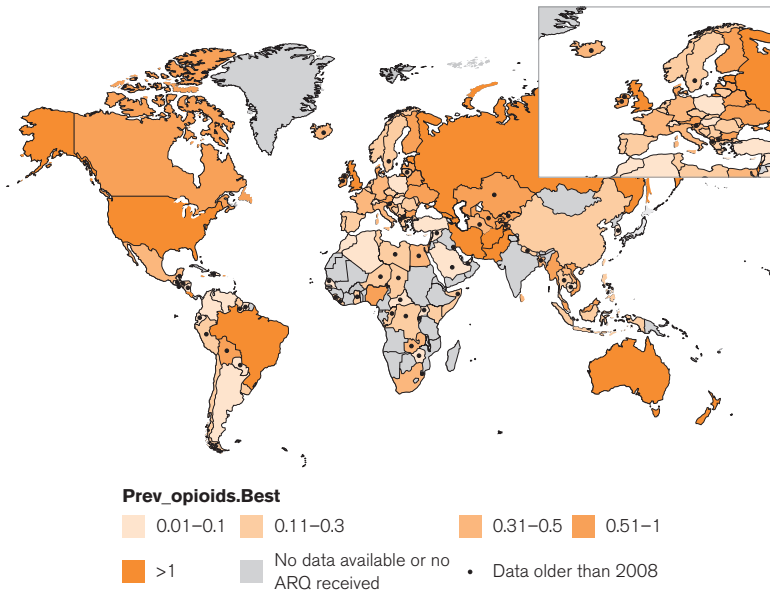 Prev_opioids.Best
0.01–0.1
0.11–0.3
0.31–0.5
0.51–1
>1
No data available or no
ARQ received
Data older than 2008